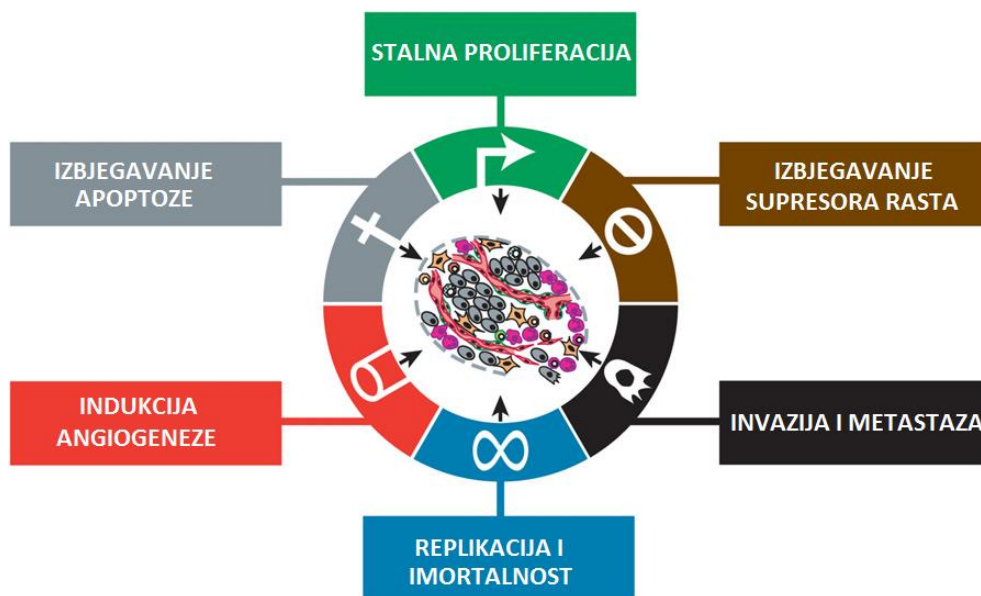 STALNA PROLIFERACIJA
IZBJEGAVANJE
APOPTOZE
IZBJEGAVANJE
SUPRESORA RASTA
INDUKCIJA
ANGIOGENEZE
INVAZIJA I METASTAZA
REPLIKACIJA I
IMORTALNOST